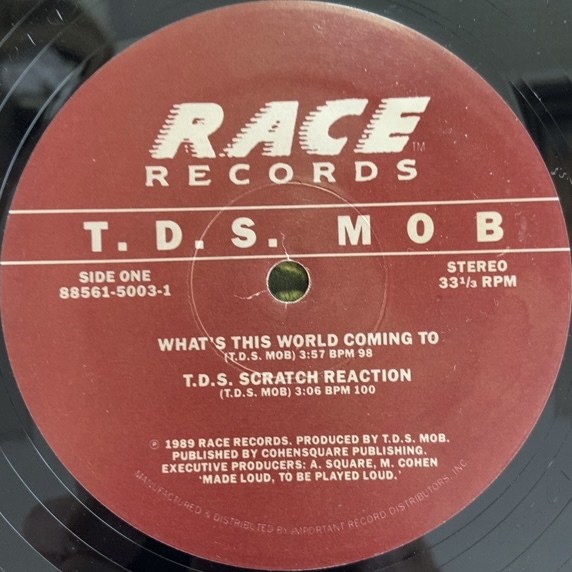 RACE TM
RECORDS
T. D. S. MOB
SIDE ONE
88561-5003-1
STEREO
33 1/3 RPM
WHAT'S THIS WORLD COMING TO
(T.D.S. MOB) 3:57 BPM 98
T.D.S. SCRATCH REACTION
(T.D.S. MOB) 3:06 BPM 100
℗ 1989 RACE RECORDS. PRODUCED BY T.D.S. MOB.
PUBLISHED BY COHENSQUARE PUBLISHING.
EXECUTIVE PRODUCERS: A. SQUARE, M. COHEN
'MADE LOUD, TO BE PLAYED LOUD.'
MANUFACTURED & DISTRIBUTED BY IMPORTANT RECORD DISTRIBUTORS, INC.